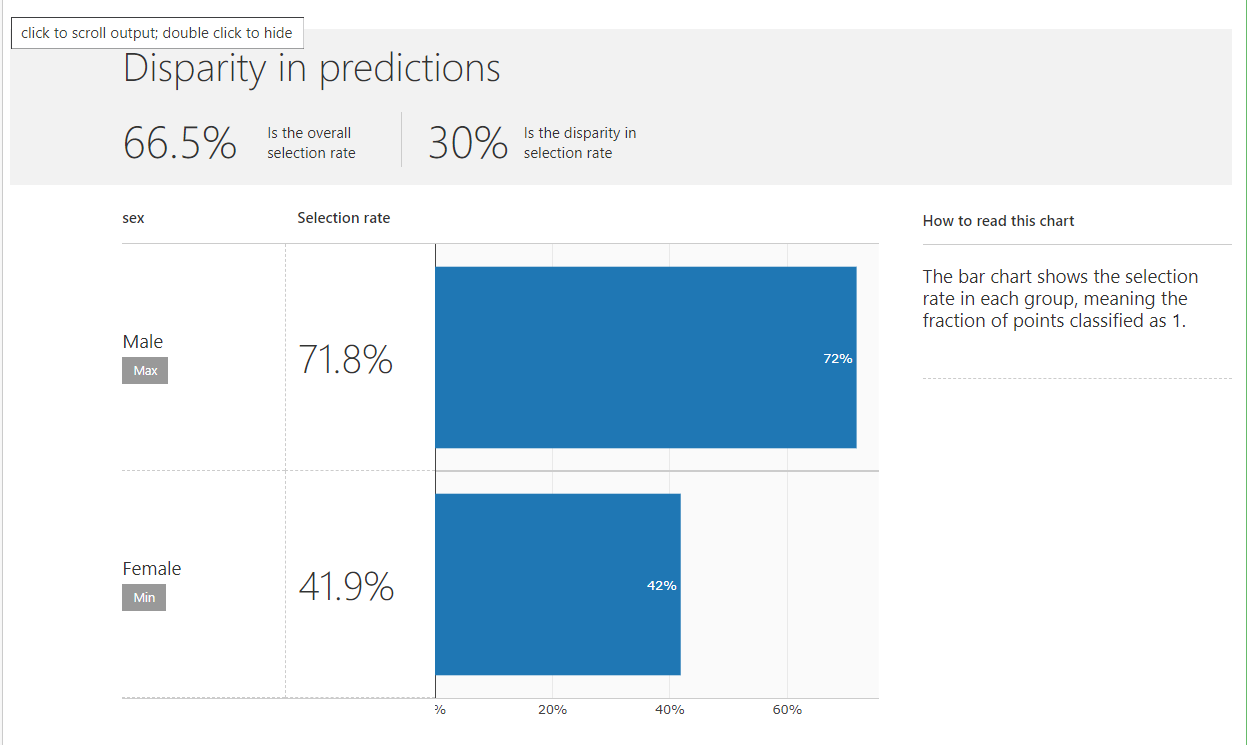 click to scroll output; double click to hide
Disparity in predictions
66.5%
Is the overall
selection rate
30%
Is the disparity in
selection rate
sex
Selection rate
Male
Max
71.8%
72%
Female
Min
41.9%
42%
%
20%
40%
60%
How to read this chart
The bar chart shows the selection
rate in each group, meaning the
fraction of points classified as 1.